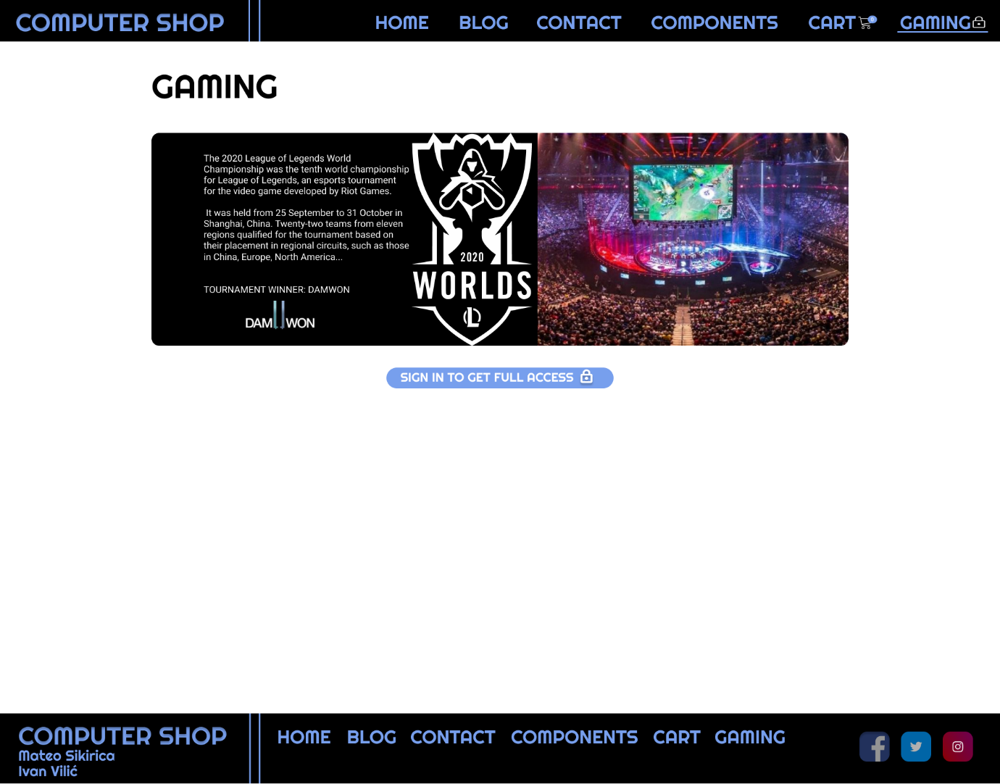 COMPUTER SHOP
HOME BLOG CONTACT COMPONENTS CART 0 GAMING
GAMING
The 2020 League of Legends World
Championship was the tenth world championship
for League of Legends, an esports tournament
for the video game developed by Riot Games.
It was held from 25 September to 31 October in
Shanghai, China. Twenty-two teams from eleven
regions qualified for the tournament based on
their placement in regional circuits, such as those
in China, Europe, North America...
TOURNAMENT WINNER: DAMWON
DAMWON
2020
WORLDS
SIGN IN TO GET FULL ACCESS
COMPUTER SHOP
Mateo Sikirica
Ivan Vilić
HOME BLOG CONTACT COMPONENTS CART GAMING